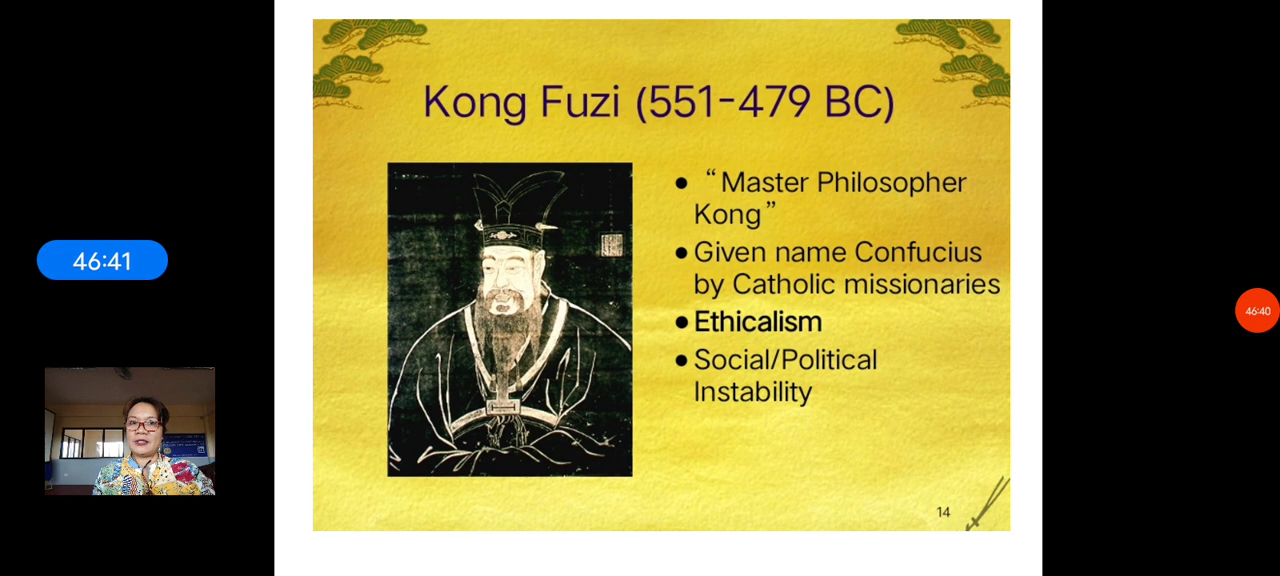 Kong Fuzi (551-479 BC)
46:41
46:40
● “Master Philosopher
Kong”
● Given name Confucius
by Catholic missionaries
● Ethicalism
● Social/Political
Instability
14